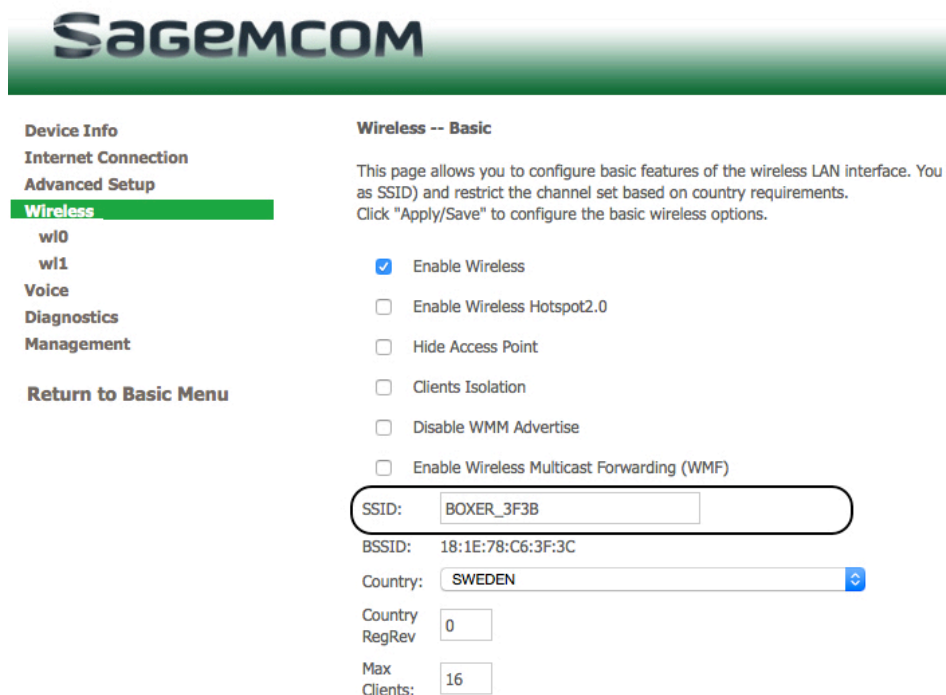 Sagemcom
Device Info
Internet Connection
Advanced Setup
Wireless
wl0
wl1
Voice
Diagnostics
Management
Return to Basic Menu
Wireless -- Basic
This page allows you to configure basic features of the wireless LAN interface. You
as SSID) and restrict the channel set based on country requirements.
Click "Apply/Save" to configure the basic wireless options.
Enable Wireless
Enable Wireless Hotspot2.0
Hide Access Point
Clients Isolation
Disable WMM Advertise
Enable Wireless Multicast Forwarding (WMF)
SSID: BOXER_3F3B
BSSID: 18:1E:78:C6:3F:3C
Country: SWEDEN
Country
RegRev 0
Max
Clients: 16